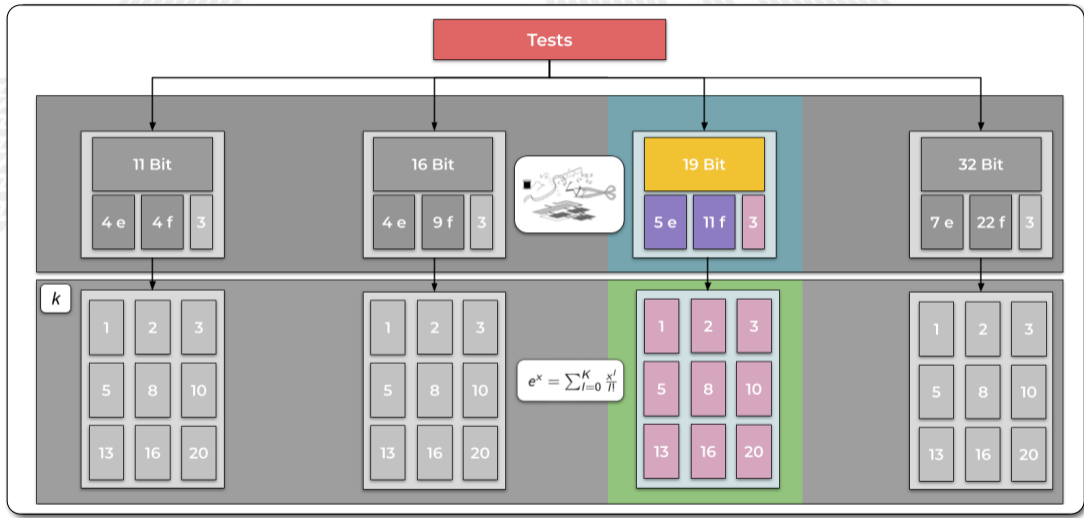 Tests
11 Bit
4 e 4 f 3
16 Bit
4 e 9 f 3
19 Bit
5 e 11 f 3
32 Bit
7 e 22 f 3
k
1 2 3
5 8 10
13 16 20
1 2 3
5 8 10
13 16 20
e^x = ∑_{l=0}^{K} x^l / l!
1 2 3
5 8 10
13 16 20
1 2 3
5 8 10
13 16 20